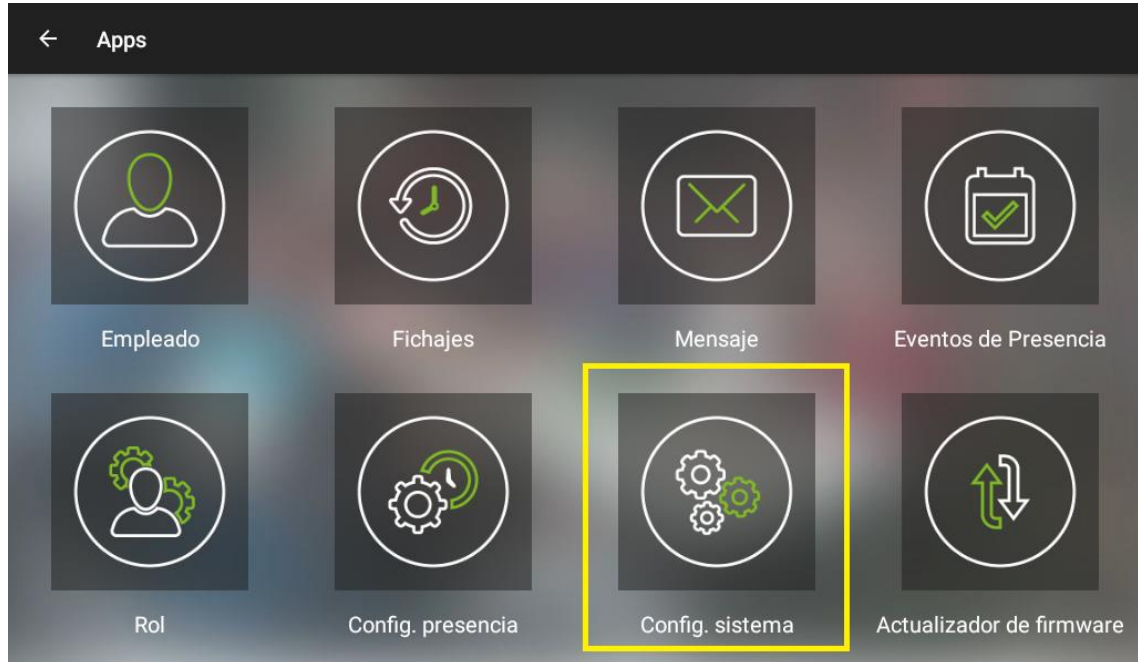 Apps
Empleado
Fichajes
Mensaje
Eventos de Presencia
Rol
Config. presencia
Config. sistema
Actualizador de firmware